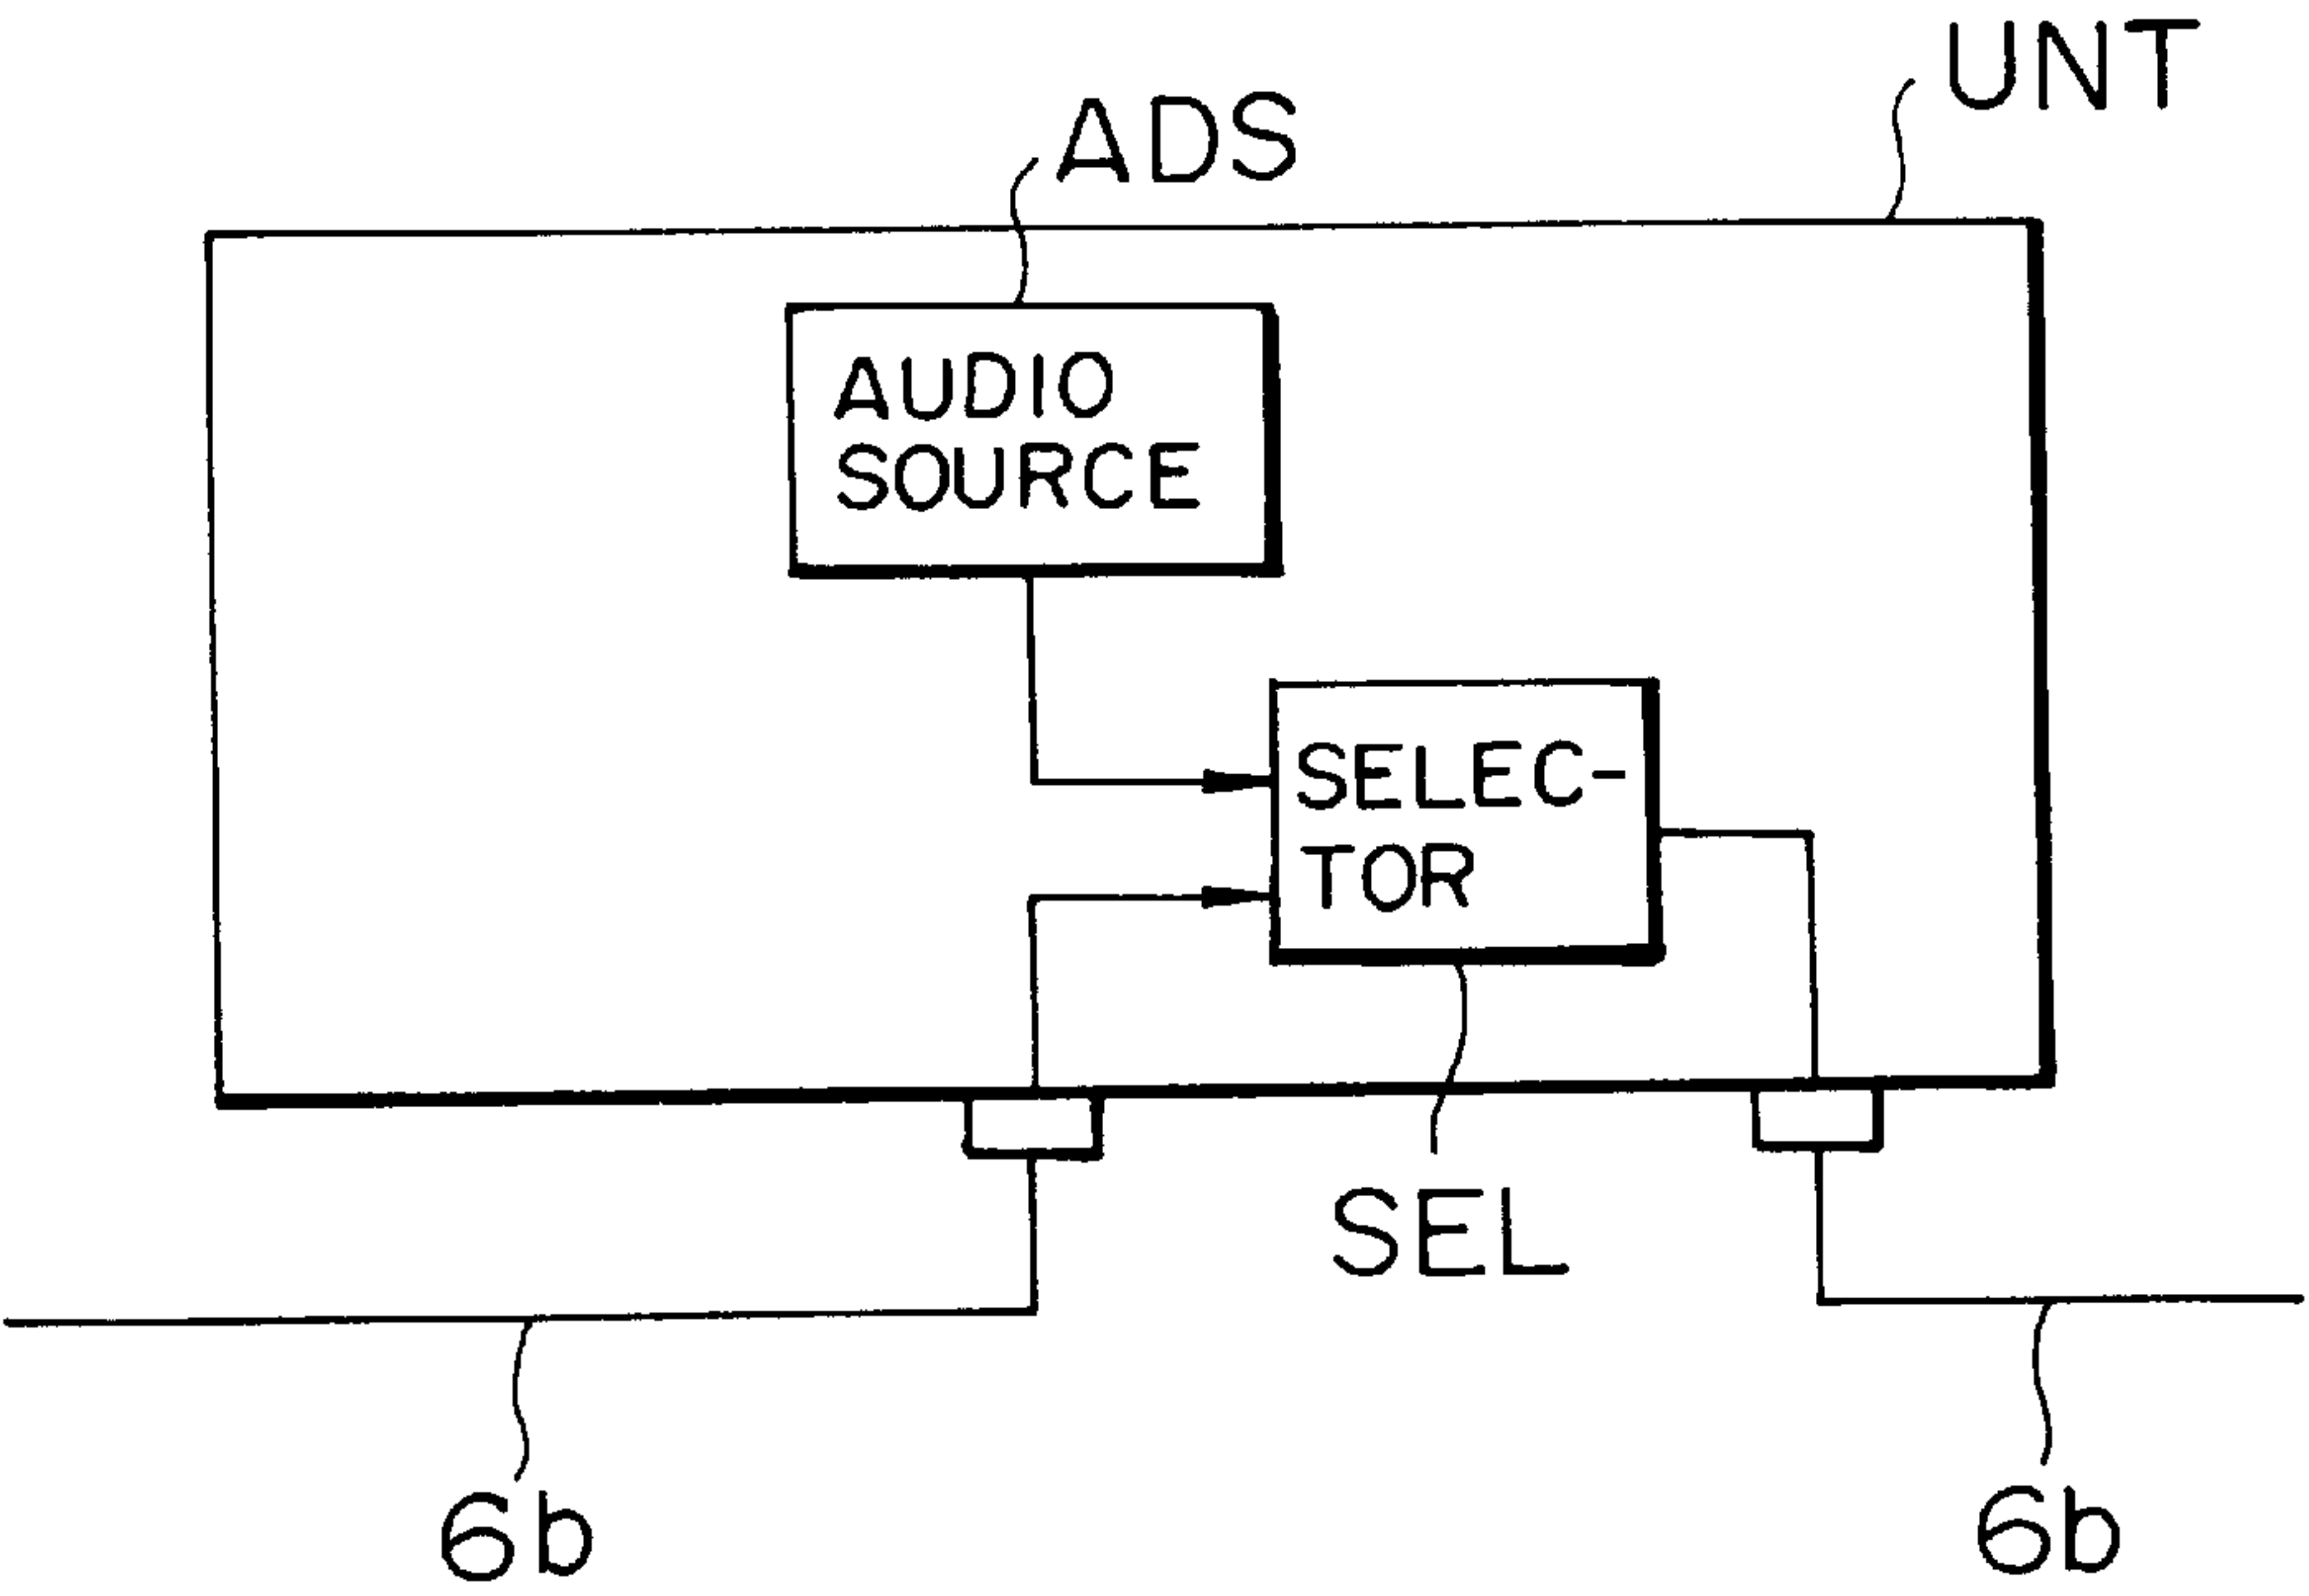 UNT
ADS
AUDIO
SOURCE
SELEC-
TOR
SEL
6b
6b